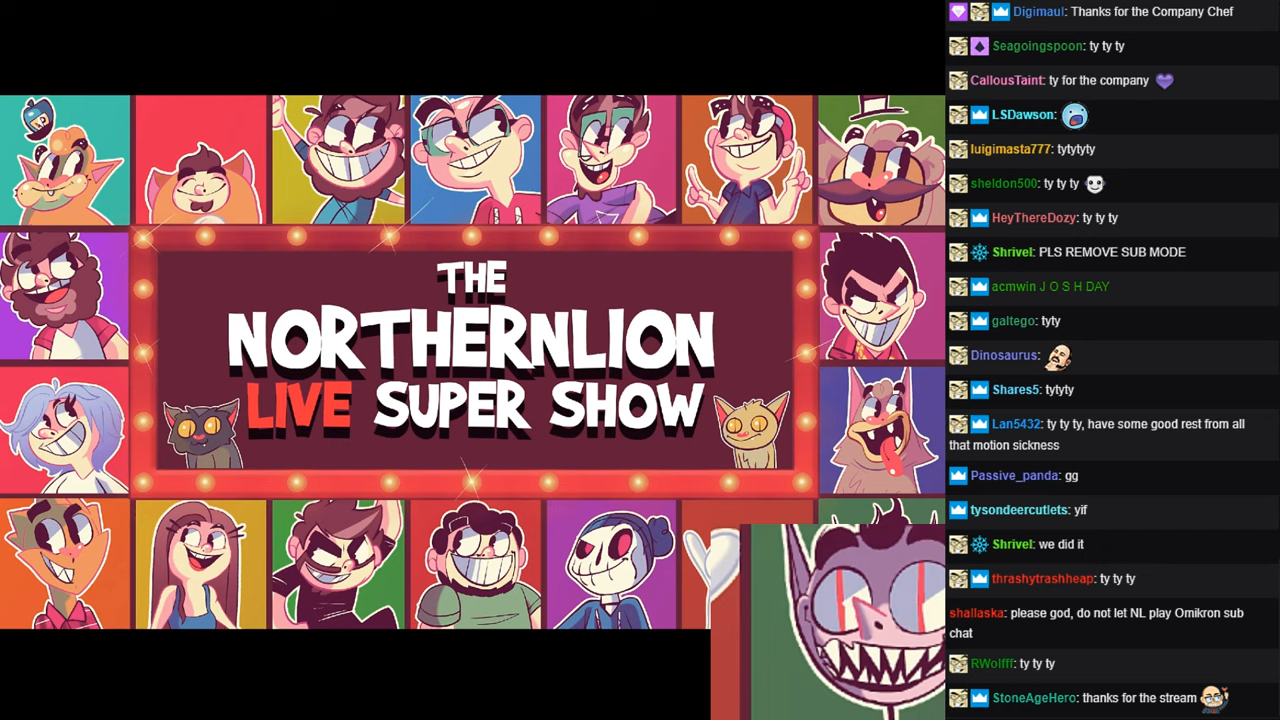 XP
THE
NORTHERNLION
LIVE SUPER SHOW
Digimaul: Thanks for the Company Chef
Seagoingspoon: ty ty ty
CallousTaint: ty for the company
LSDawson:
luigimasta777: tytytyty
sheldon500: ty ty ty
HeyThereDozy: ty ty ty
Shrivel: PLS REMOVE SUB MODE
acmwin J O S H DAY
galtego: tyty
Dinosaurus:
Shares5: tytyty
Lan5432: ty ty ty, have some good rest from all
that motion sickness
Passive_panda: gg
tysondeercutlets: yif
Shrivel: we did it
thrashytrashheap: ty ty ty
shallaska: please god, do not let NL play Omikron sub
chat
RWolfff: ty ty ty
StoneAgeHero: thanks for the stream